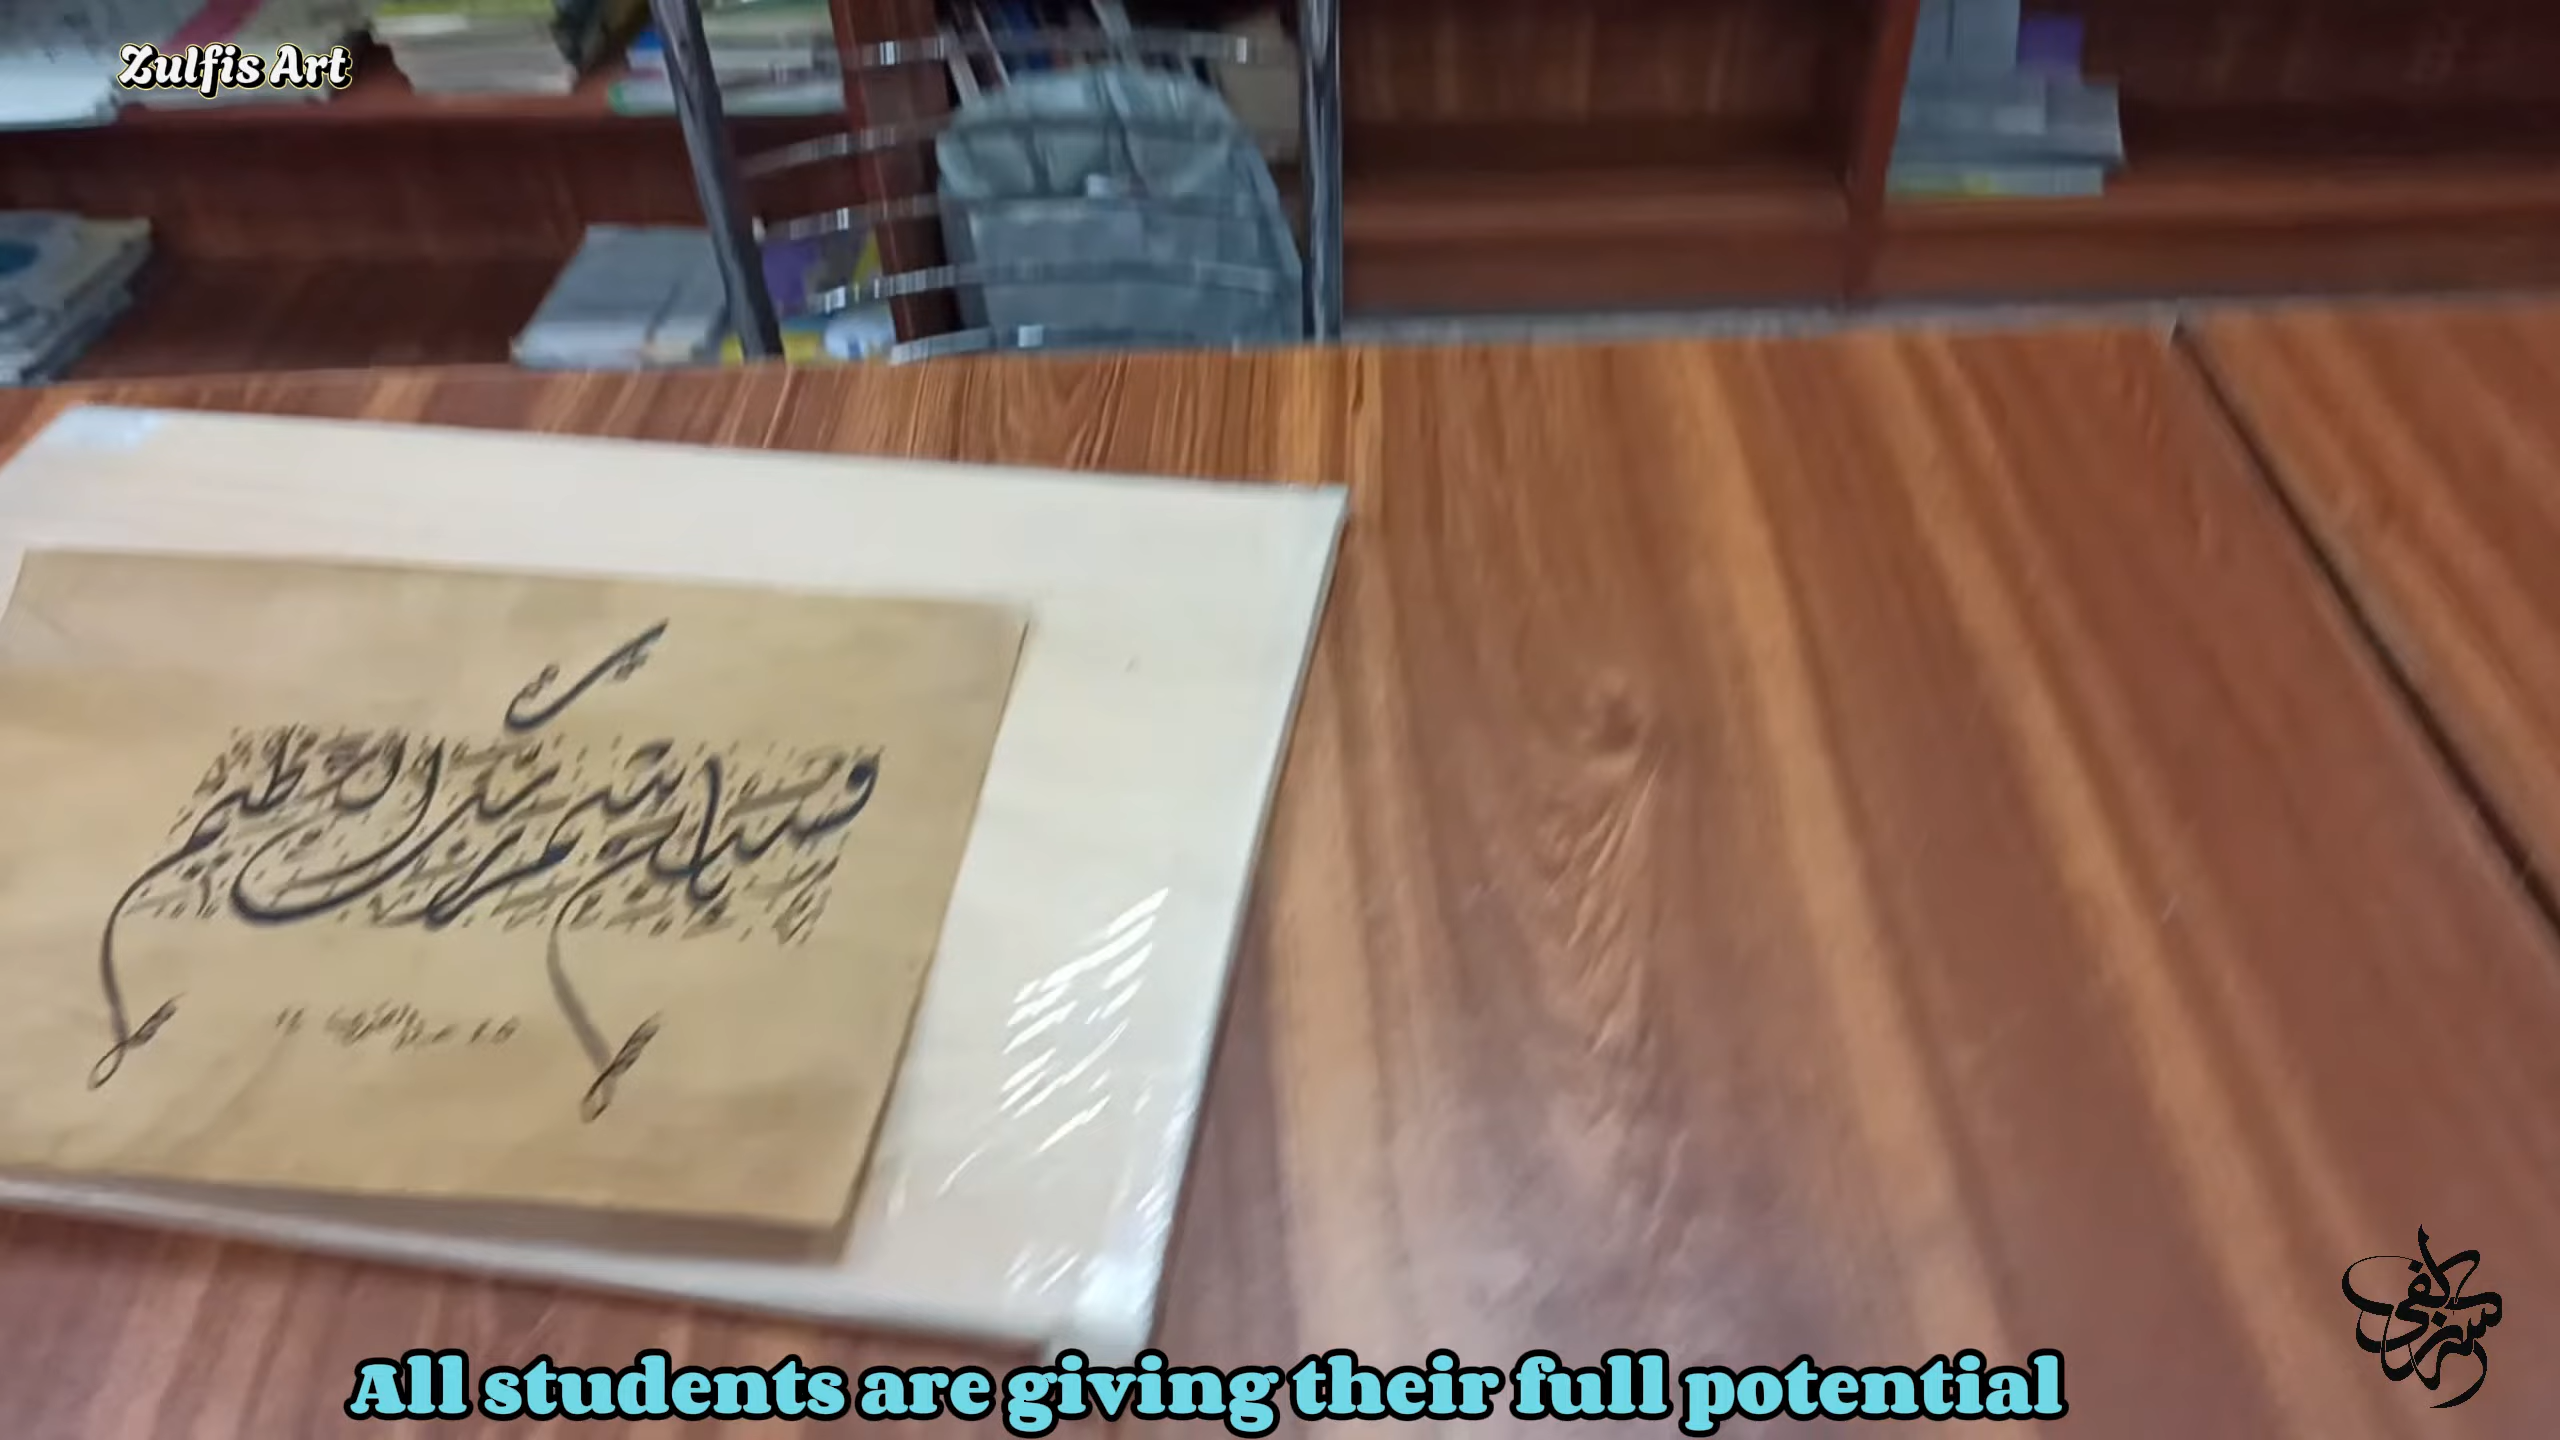 Zulfis Art
فسبح باسم ربك العظيم
All students are giving their full potential